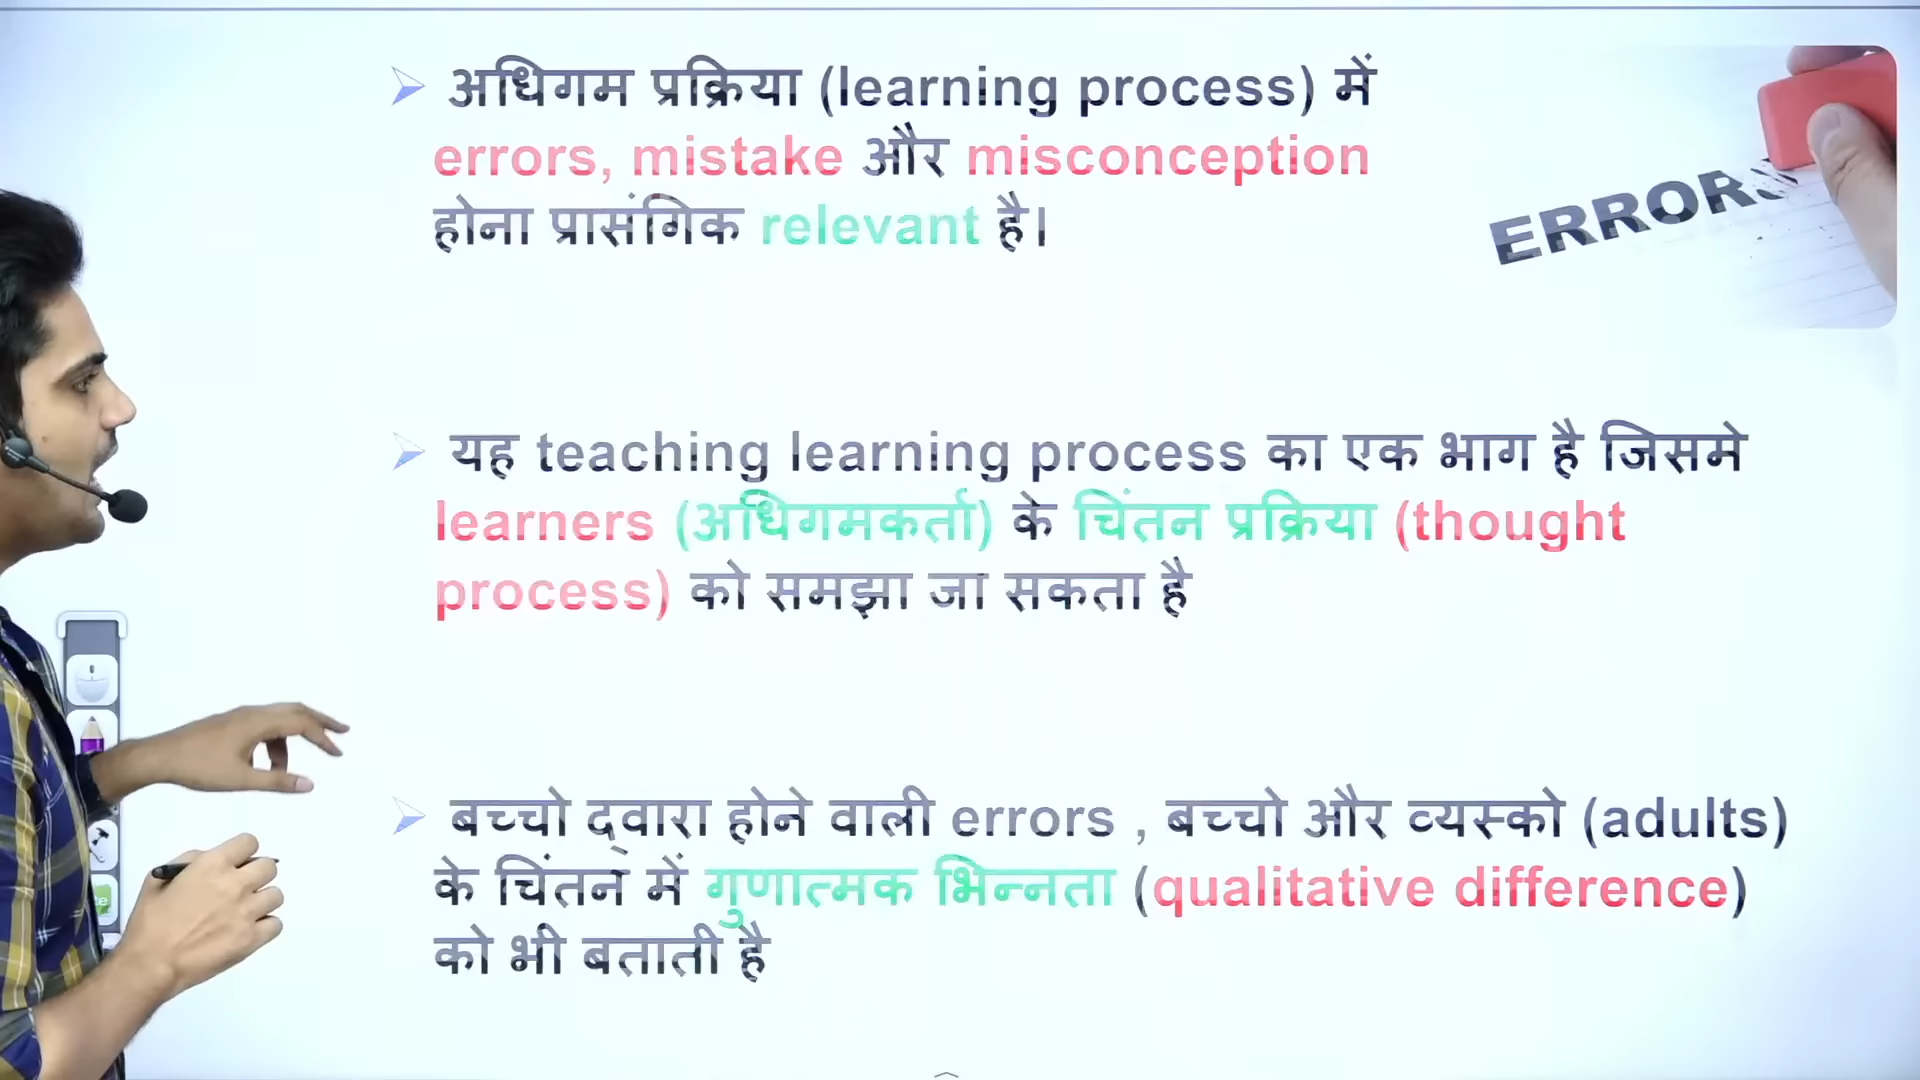 अधिगम प्रक्रिया (learning process) में
errors, mistake और misconception
होना प्रासंगिक relevant है।
ERROR
यह teaching learning process का एक भाग है जिसमे
learners (अधिगमकर्ता) के चिंतन प्रक्रिया (thought
process) को समझा जा सकता है
बच्चो द्वारा होने वाली errors , बच्चो और व्यस्को (adults)
के चिंतन में गुणात्मक भिन्नता (qualitative difference)
को भी बताती है